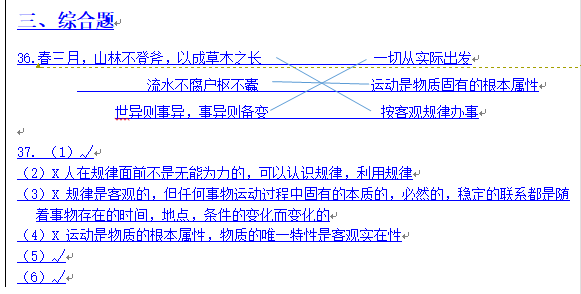 三、综合题
36.春三月，山林不登斧，以成草木之长 一切从实际出发
流水不腐户枢不蠹 运动是物质固有的根本属性
世异则事异，事异则备变 按客观规律办事
37.（1）√
（2）X 人在规律面前不是无能为力的，可以认识规律，利用规律
（3）X 规律是客观的，但任何事物运动过程中固有的本质的，必然的，稳定的联系都是随
着事物存在的时间，地点，条件的变化而变化的
（4）X 运动是物质的根本属性，物质的唯一特性是客观实在性
（5）√
（6）√